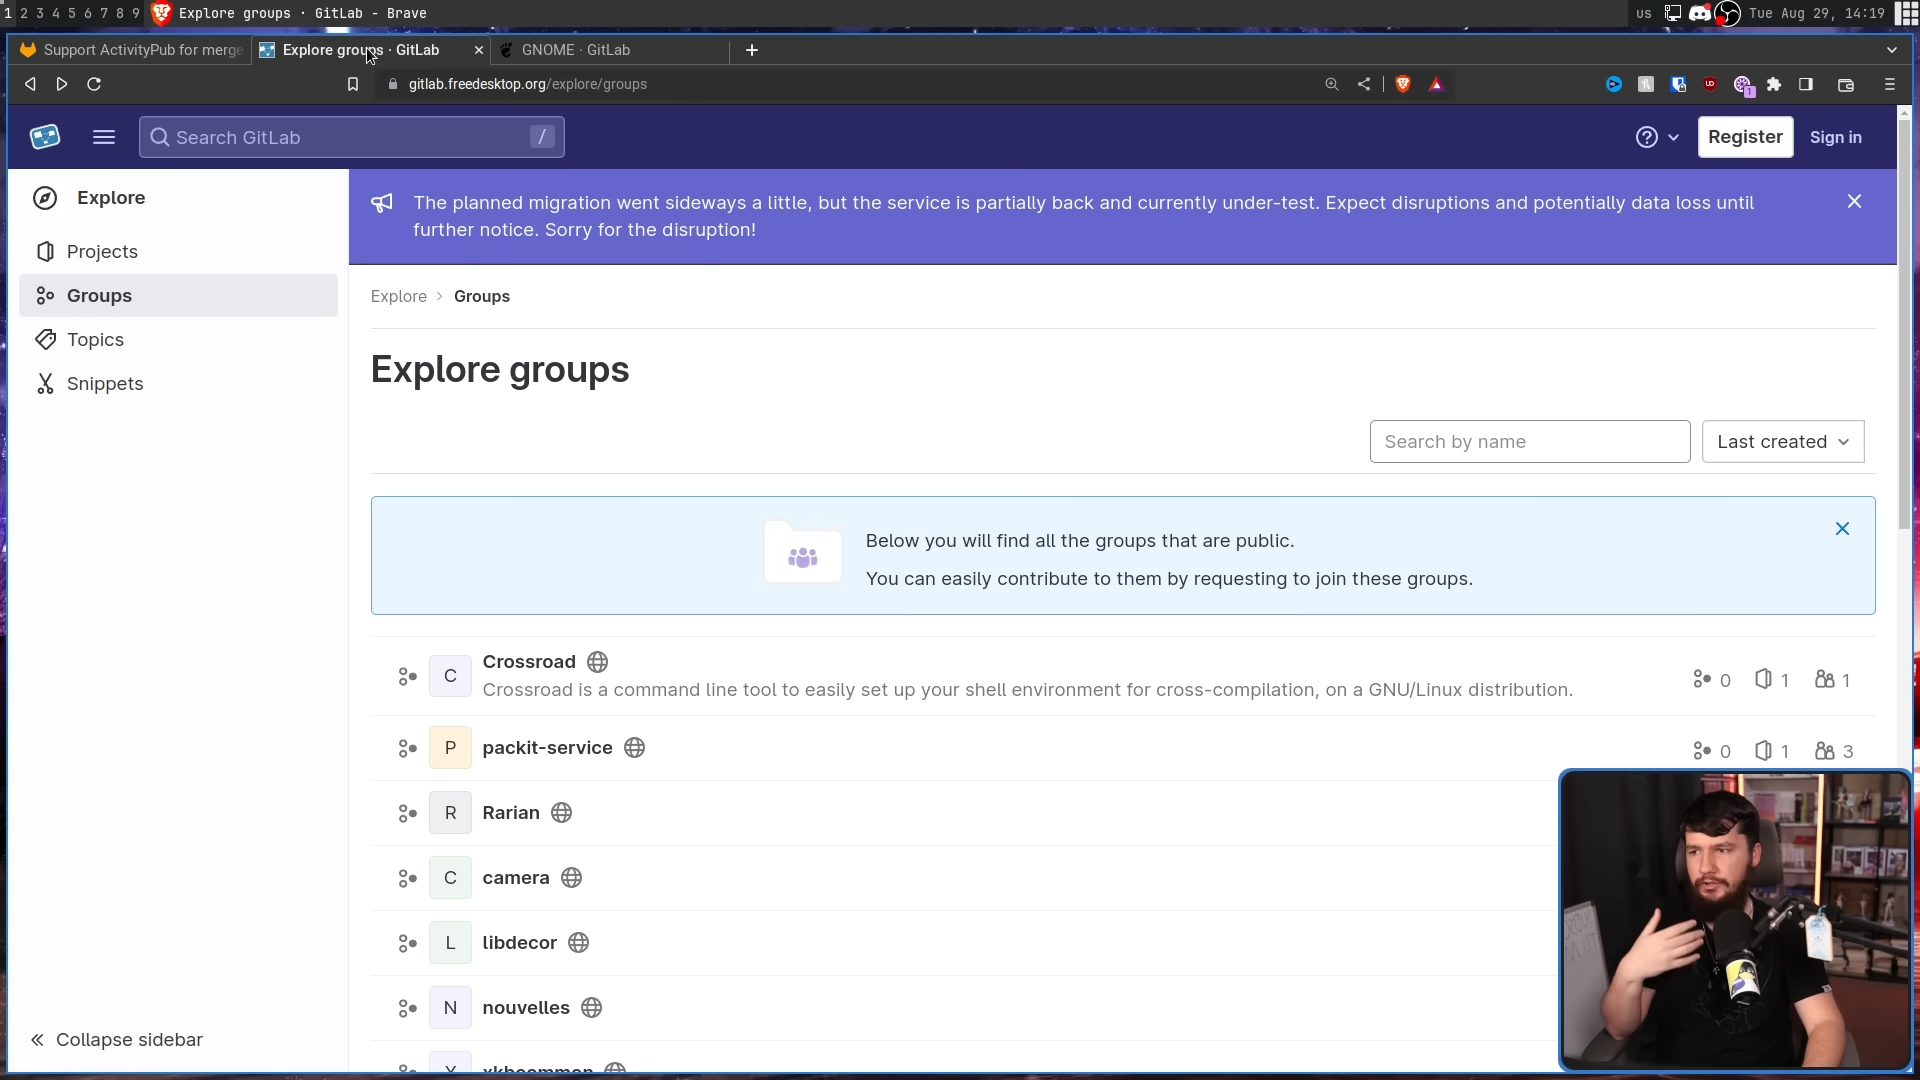 1 2 3 4 5 6 7 8 9 Explore groups · GitLab - Brave
us Tue Aug 29, 14:19
Support ActivityPub for merge
Explore groups · GitLab
GNOME · GitLab
gitlab.freedesktop.org/explore/groups
Search GitLab /
Register
Sign in
Explore
Projects
Groups
Topics
Snippets
Collapse sidebar
The planned migration went sideways a little, but the service is partially back and currently under-test. Expect disruptions and potentially data loss until
further notice. Sorry for the disruption!
Explore > Groups
Explore groups
Search by name
Last created
Below you will find all the groups that are public.
You can easily contribute to them by requesting to join these groups.
C Crossroad
Crossroad is a command line tool to easily set up your shell environment for cross-compilation, on a GNU/Linux distribution.
0 1 1
P packit-service
0 1 3
R Rarian
C camera
L libdecor
N nouvelles
X xkbcommon